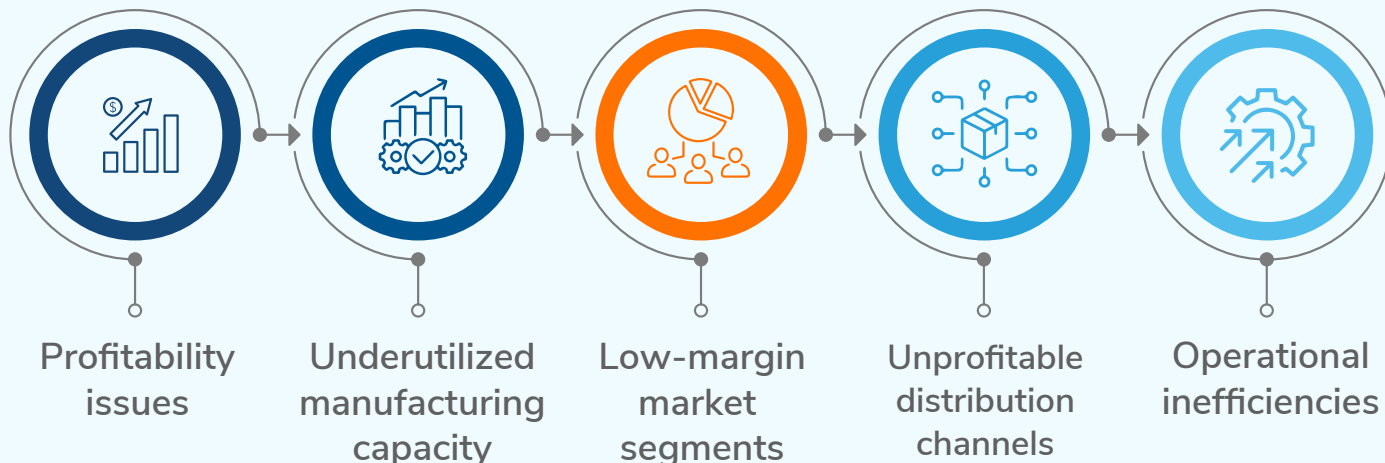 $
Profitability
issues
Underutilized
manufacturing
capacity
Low-margin
market
segments
Unprofitable
distribution
channels
Operational
inefficiencies